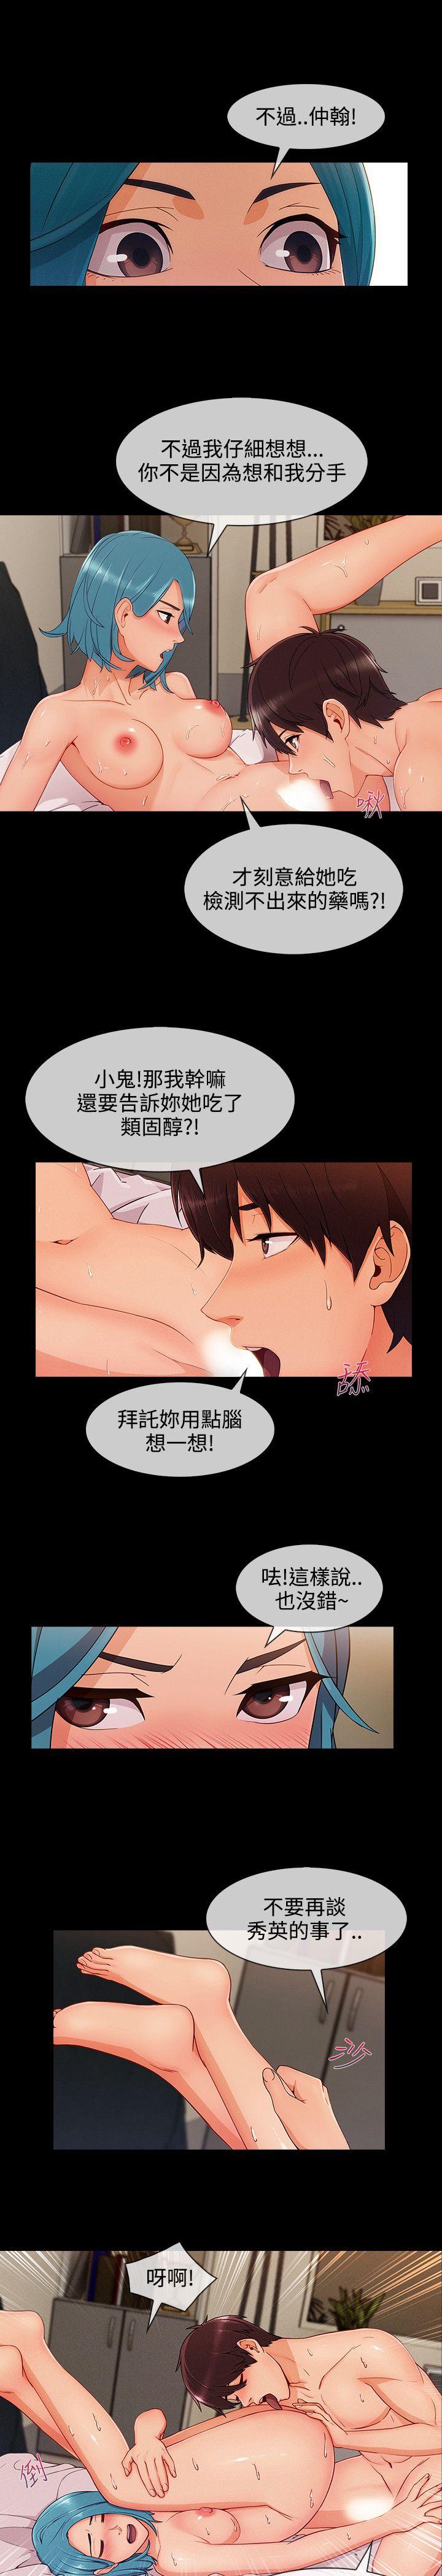 不過..仲翰!
不過我仔細想想...
你不是因為想和我分手
啾
才刻意給她吃
檢測不出來的藥嗎?!
小鬼!那我幹嘛
還要告訴妳她吃了
類固醇?!
舔
拜託妳用點腦
想一想!
呿!這樣說..
也沒錯~
不要再談
秀英的事了..
沙
呀啊!
倒